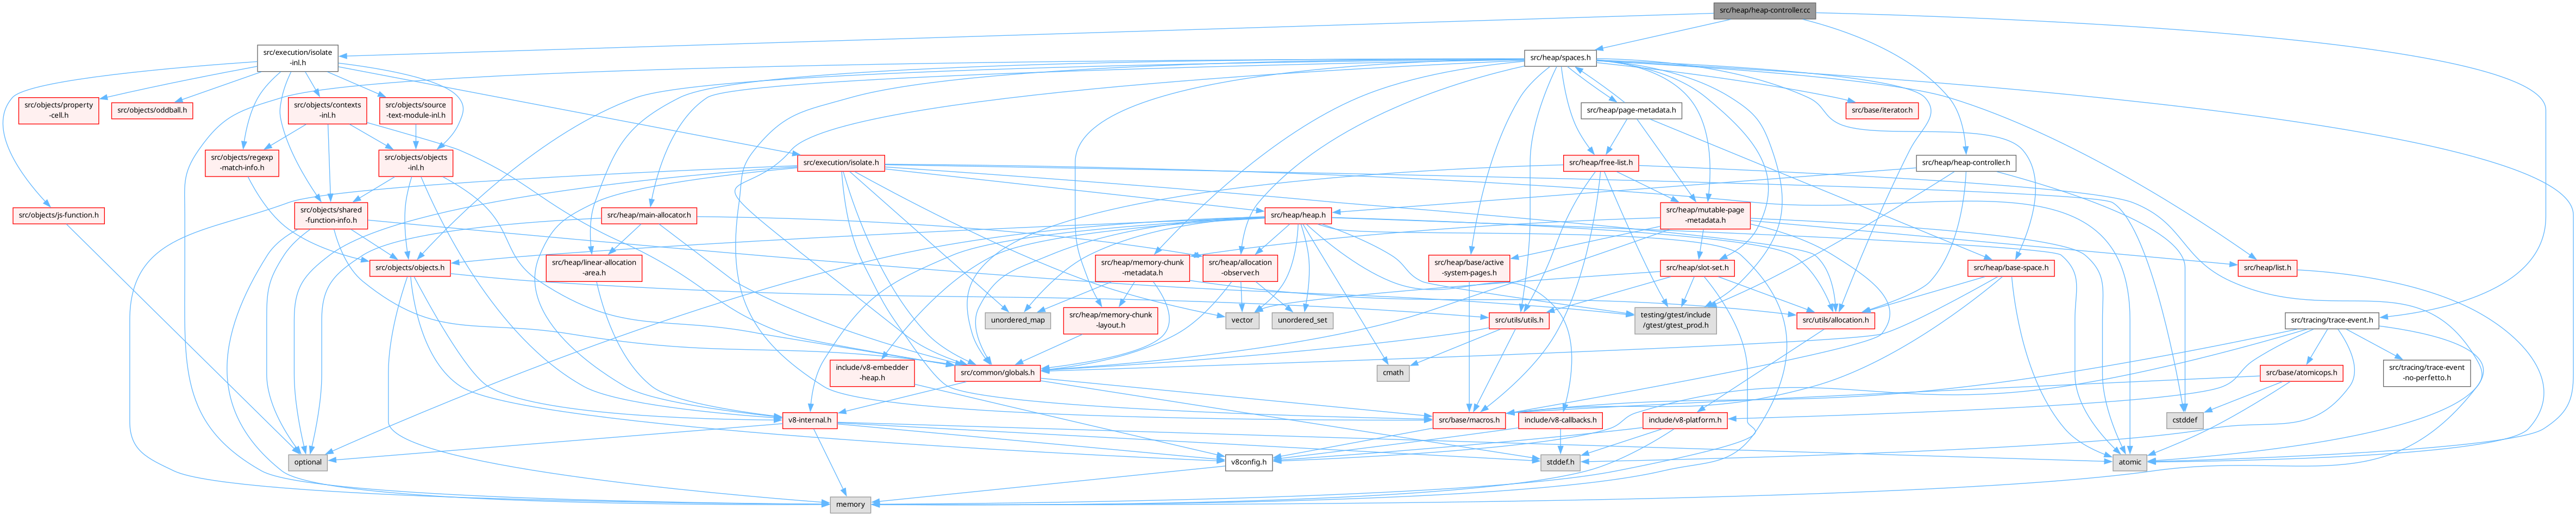 src/heap/heap-controller.cc
src/execution/isolate
-inl.h
src/heap/spaces.h
src/objects/property
-cell.h
src/objects/oddball.h
src/objects/contexts
-inl.h
src/objects/source
-text-module-inl.h
src/heap/page-metadata.h
src/base/iterator.h
src/objects/regexp
-match-info.h
src/objects/objects
-inl.h
src/execution/isolate.h
src/heap/free-list.h
src/heap/heap-controller.h
src/objects/js-function.h
src/objects/shared
-function-info.h
src/heap/main-allocator.h
src/heap/heap.h
src/heap/mutable-page
-metadata.h
src/objects/objects.h
src/heap/linear-allocation
-area.h
src/heap/memory-chunk
-metadata.h
src/heap/allocation
-observer.h
src/heap/base/active
-system-pages.h
src/heap/slot-set.h
src/heap/base-space.h
src/heap/list.h
unordered_map
src/heap/memory-chunk
-layout.h
vector
unordered_set
src/utils/utils.h
testing/gtest/include
/gtest/gtest_prod.h
src/utils/allocation.h
src/tracing/trace-event.h
include/v8-embedder
-heap.h
src/common/globals.h
cmath
src/base/atomicops.h
src/tracing/trace-event
-no-perfetto.h
v8-internal.h
src/base/macros.h
include/v8-callbacks.h
include/v8-platform.h
cstddef
optional
v8config.h
stddef.h
atomic
memory